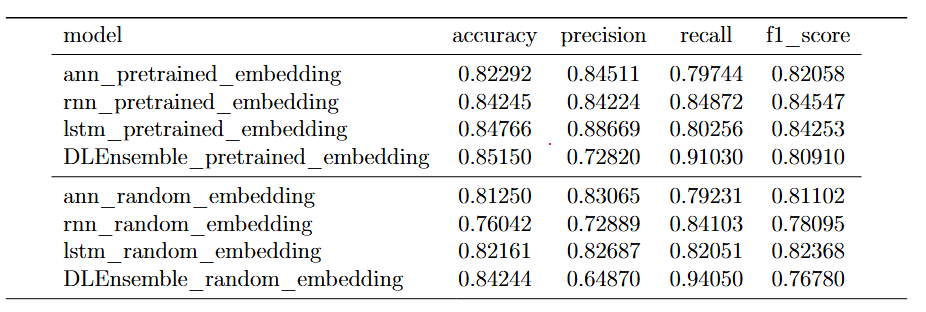 model accuracy precision recall f1_score
ann_pretrained_embedding 0.82292 0.84511 0.79744 0.82058
rnn_pretrained_embedding 0.84245 0.84224 0.84872 0.84547
lstm_pretrained_embedding 0.84766 0.88669 0.80256 0.84253
DLEnsemble_pretrained_embedding 0.85150 0.72820 0.91030 0.80910
ann_random_embedding 0.81250 0.83065 0.79231 0.81102
rnn_random_embedding 0.76042 0.72889 0.84103 0.78095
lstm_random_embedding 0.82161 0.82687 0.82051 0.82368
DLEnsemble_random_embedding 0.84244 0.64870 0.94050 0.76780